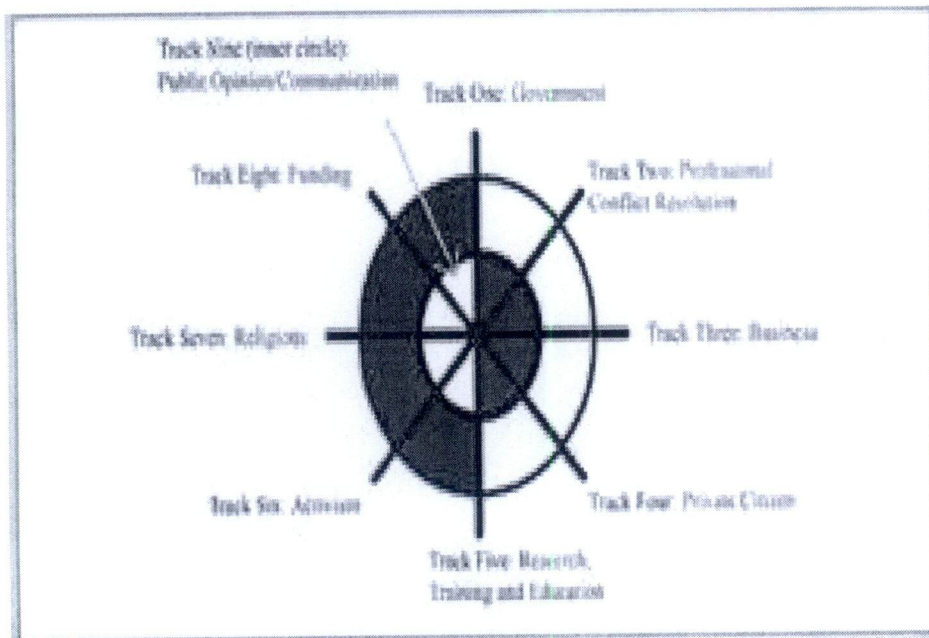 Track Nine (inner circle):
Public Opinion/Communication
Track One: Government
Track Eight: Funding
Track Two: Professional
Conflict Resolution
Track Seven: Religious
Track Three: Business
Track Six: Activism
Track Four: Private Citizen
Track Five: Research,
Training and Education